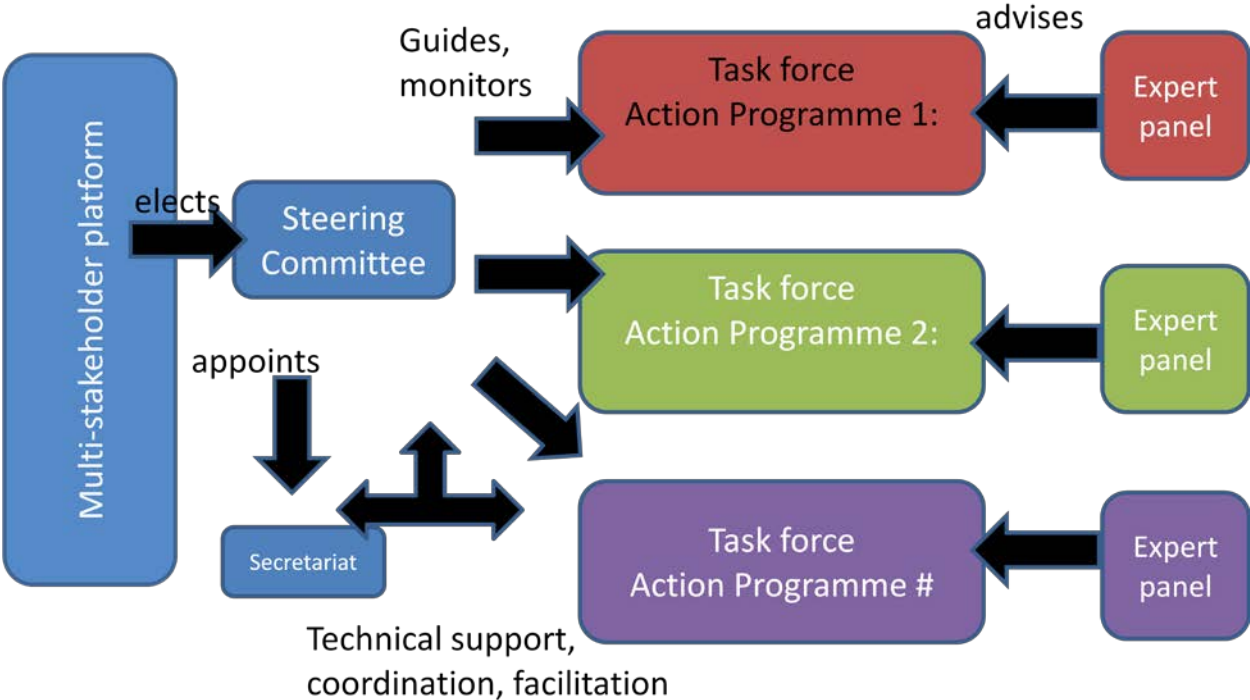 Multi-stakeholder platform
elects
Steering
Committee
appoints
Secretariat
Technical support,
coordination, facilitation
Guides,
monitors
Task force
Action Programme 1:
advises
Expert
panel
Task force
Action Programme 2:
Expert
panel
Task force
Action Programme #
Expert
panel